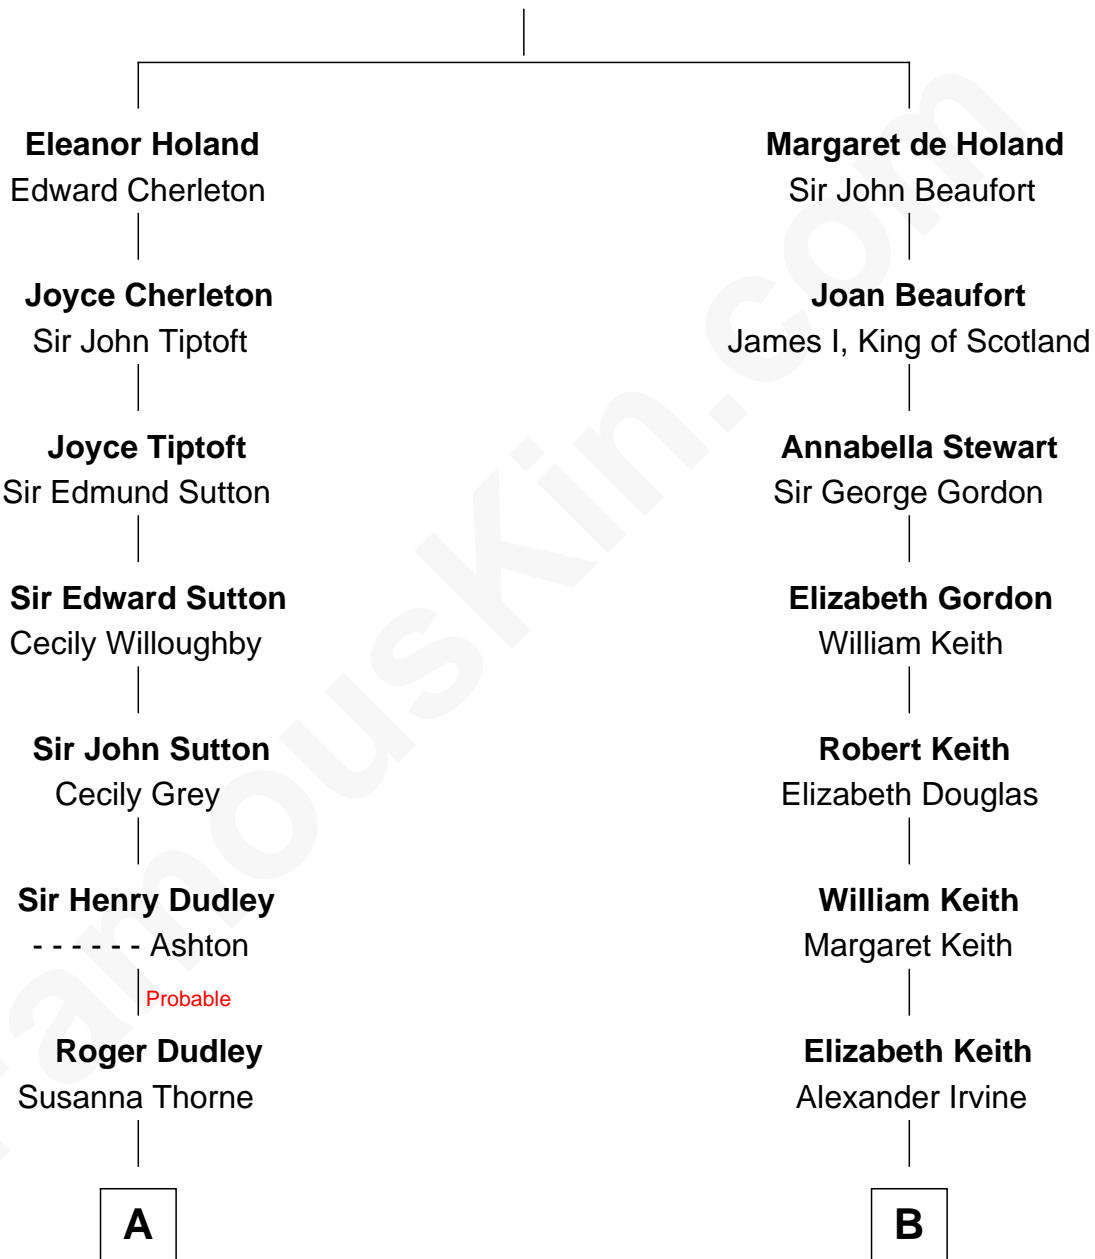 Eleanor Holand
Edward Cherleton
Joyce Cherleton
Sir John Tiptoft
Joyce Tiptoft
Sir Edmund Sutton
Sir Edward Sutton
Cecily Willoughby
Sir John Sutton
Cecily Grey
Sir Henry Dudley
- - - - - - Ashton
Probable
Roger Dudley
Susanna Thorne
A
Margaret de Holand
Sir John Beaufort
Joan Beaufort
James I, King of Scotland
Annabella Stewart
Sir George Gordon
Elizabeth Gordon
William Keith
Robert Keith
Elizabeth Douglas
William Keith
Margaret Keith
Elizabeth Keith
Alexander Irvine
B
FamousKin.com